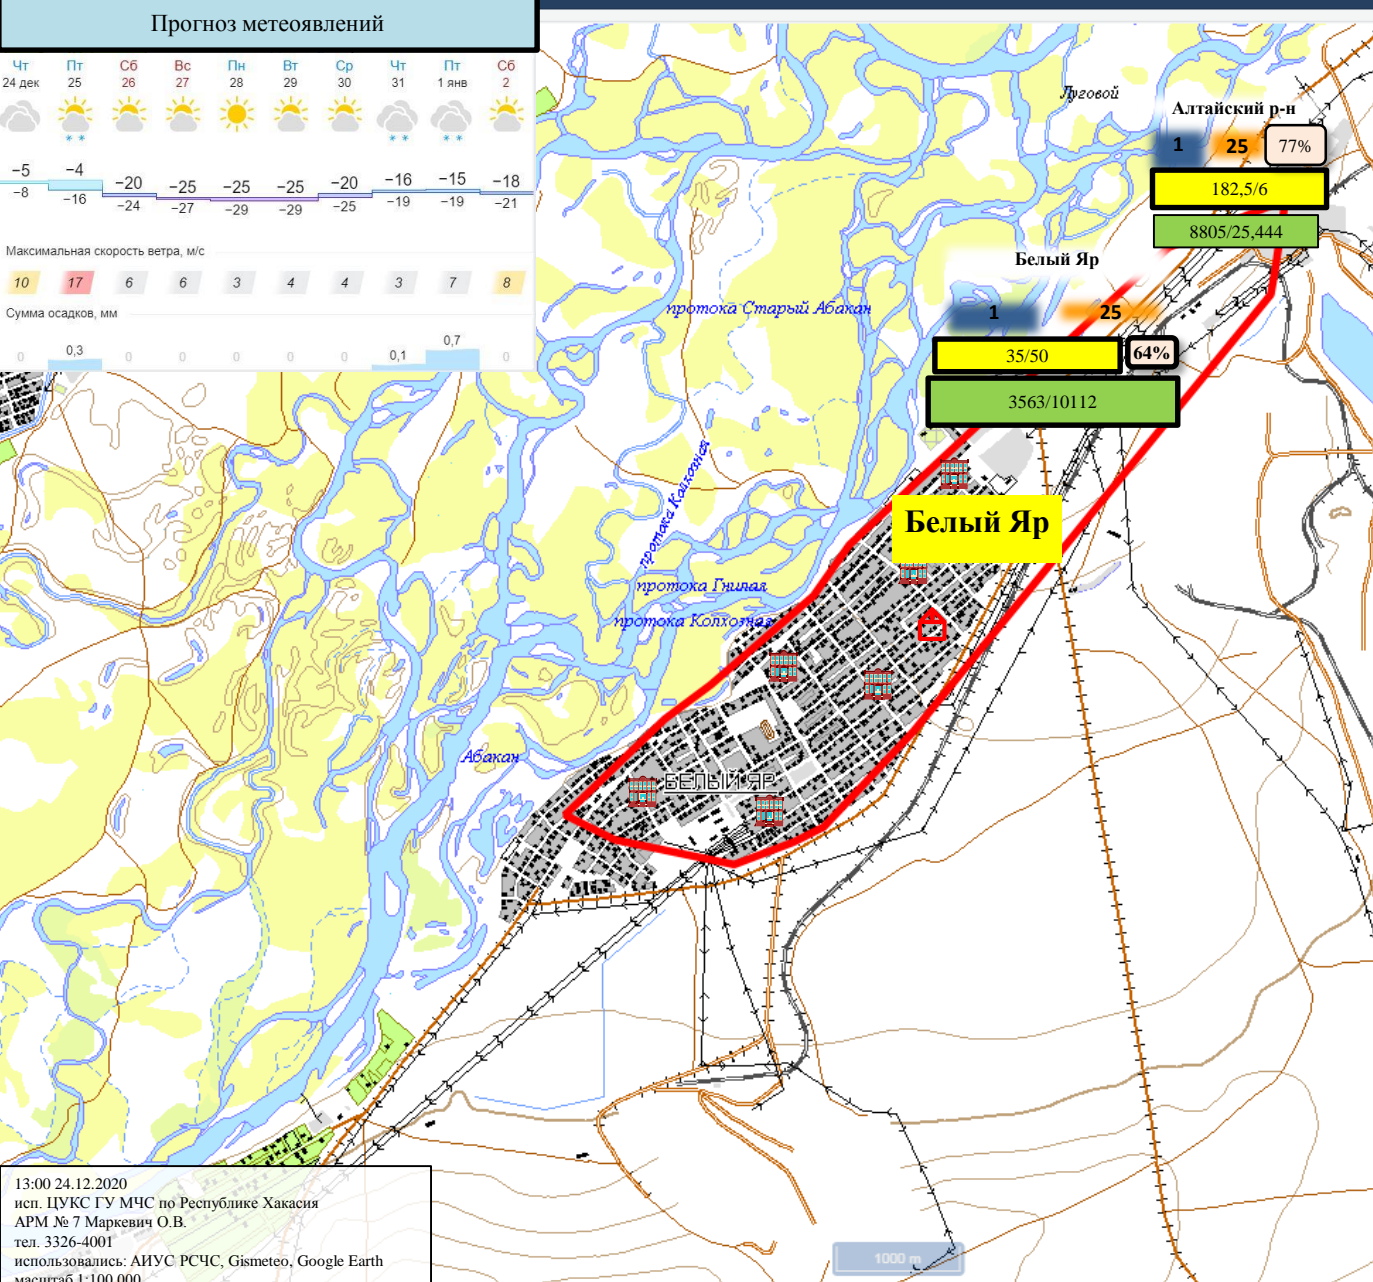 Прогноз метеоявлений
Чт Пт Сб Вс Пн Вт Ср Чт Пт Сб
24 дек 25 26 27 28 29 30 31 1 янв 2
−5 −4 −20 −25 −25 −25 −20 −16 −15 −18
−8 −16 −24 −27 −29 −29 −25 −19 −19 −21
Максимальная скорость ветра, м/с
10 17 6 6 3 4 4 3 7 8
Сумма осадков, мм
0 0,3 0 0 0 0 0 0,1 0,7 0
Луговой
Алтайский р-н
1 25 77%
182,5/6
8805/25,444
Белый Яр
1 25
35/50 64%
3563/10112
протока Старый Абакан
протока Колхозная
Белый Яр
протока Гнилая
протока Колхозная
Абакан
БЕЛЫЙ ЯР
13:00 24.12.2020
исп. ЦУКС ГУ МЧС по Республике Хакасия
АРМ № 7 Маркевич О.В.
тел. 3326-4001
использовались: АИУС РСЧС, Gismeteo, Google Earth
масштаб 1:100 000
1000 m